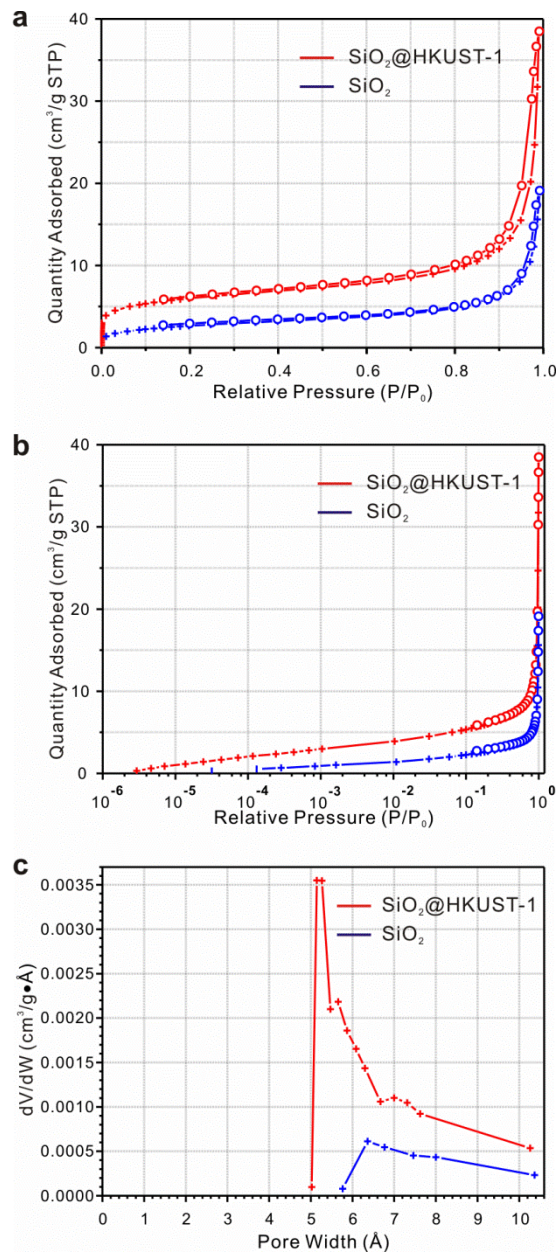 a
40
30
20
10
0
Quantity Adsorbed (cm³/g STP)
SiO₂@HKUST-1
SiO₂
0.0 0.2 0.4 0.6 0.8 1.0
Relative Pressure (P/P₀)
b
40
30
20
10
0
Quantity Adsorbed (cm³/g STP)
SiO₂@HKUST-1
SiO₂
10⁻⁶ 10⁻⁵ 10⁻⁴ 10⁻³ 10⁻² 10⁻¹ 10⁰
Relative Pressure (P/P₀)
c
0.0035
0.0030
0.0025
0.0020
0.0015
0.0010
0.0005
0.0000
dV/dW (cm³/g•Å)
SiO₂@HKUST-1
SiO₂
0 1 2 3 4 5 6 7 8 9 10
Pore Width (Å)